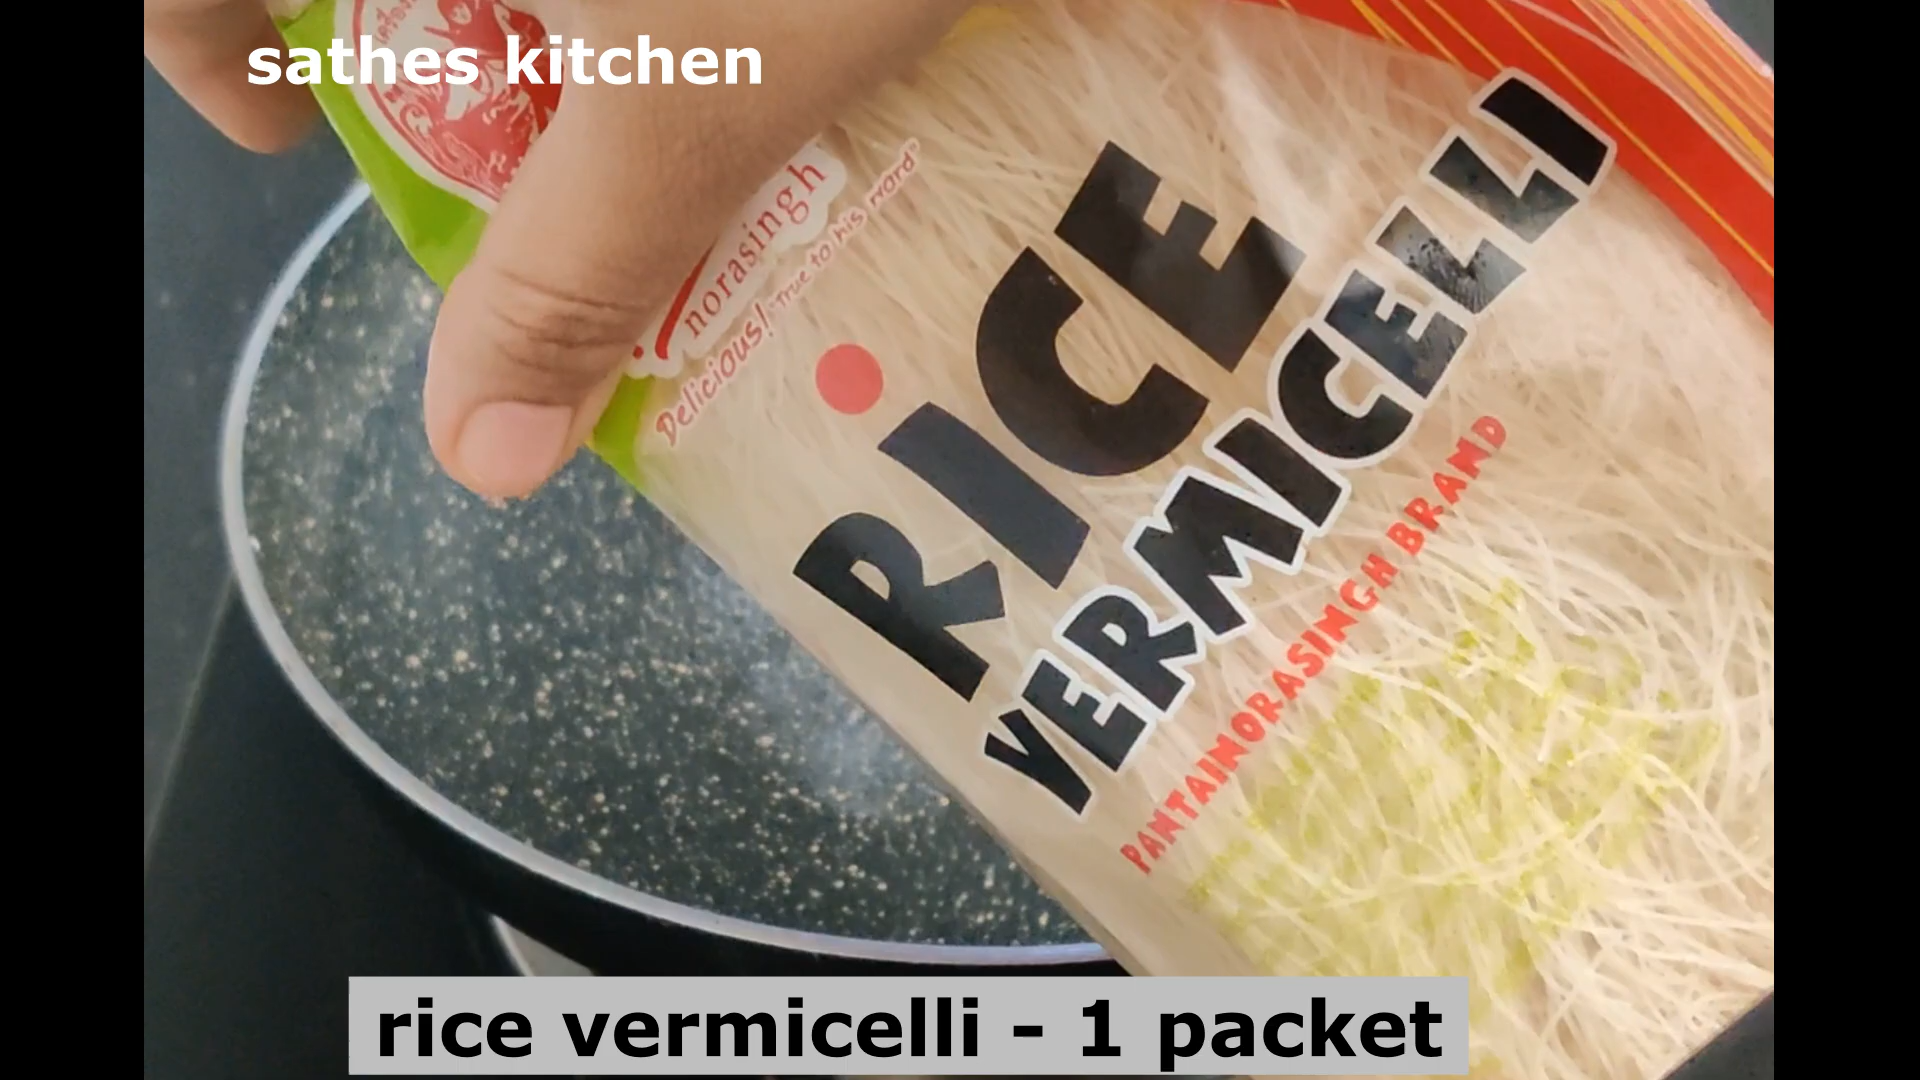 sathes kitchen
norasingh
Delicious! "True to his word"
RiCE
VERMICELLI
PANTAINORASINGH BRAND
rice vermicelli - 1 packet